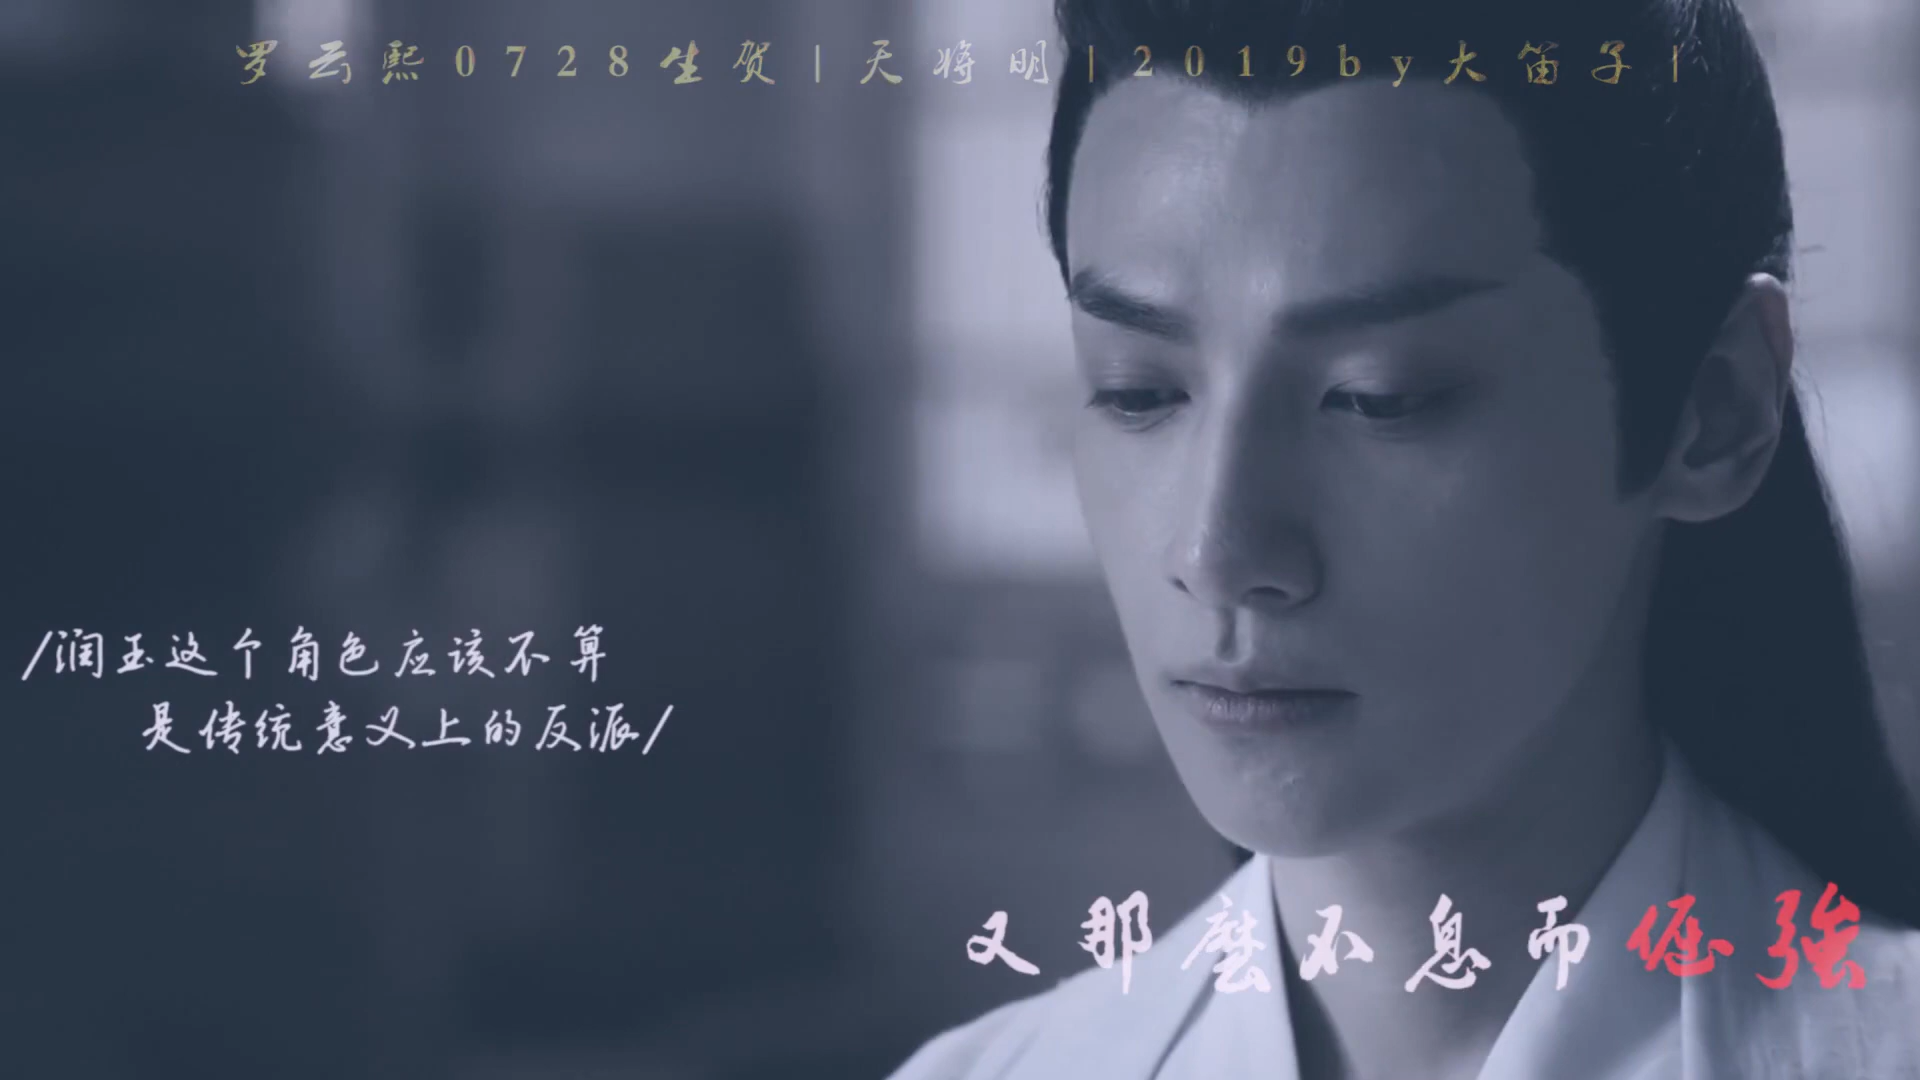 罗云熙0728生贺|天将明|2019by大笛子|
/润玉这个角色应该不算
是传统意义上的反派/
又那麼不息而倔強